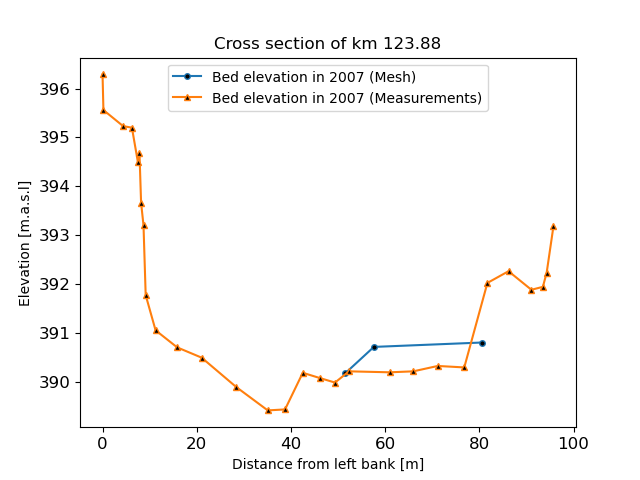 Cross section of km 123.88
Bed elevation in 2007 (Mesh)
Bed elevation in 2007 (Measurements)
Elevation [m.a.s.l]
396
395
394
393
392
391
390
0 20 40 60 80 100
Distance from left bank [m]